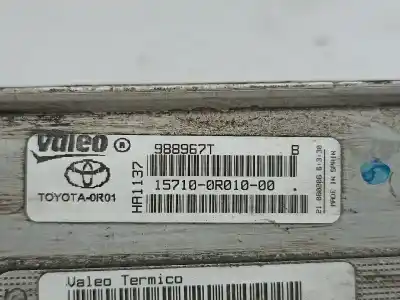 Valeo ® 988967T B
TOYOTA-0R01
HA1137
15710-0R010-00
MADE IN SPAIN
Valeo Termico